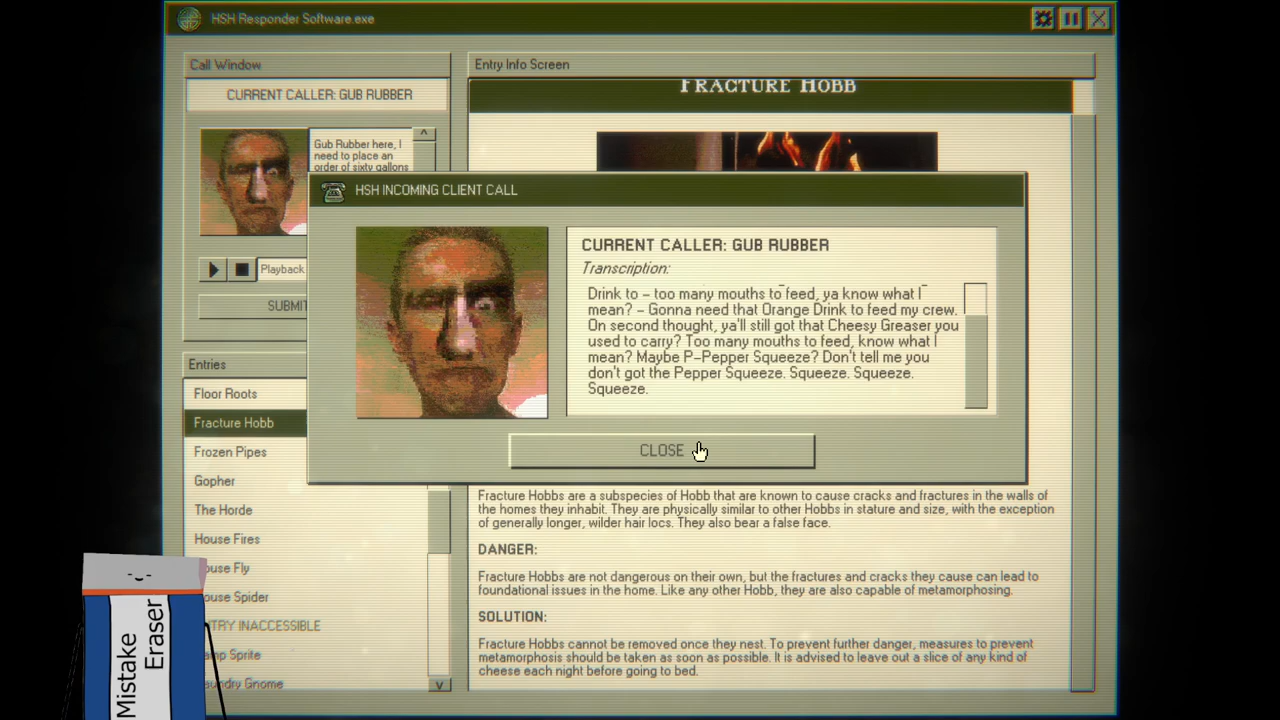 HSH Responder Software.exe
Call Window
CURRENT CALLER: GUB RUBBER
Gub Rubber here, I
need to place an
order of sixty gallons
Playback
SUBMIT
Entries
Floor Roots
Fracture Hobb
Frozen Pipes
Gopher
The Horde
House Fires
ouse Fly
ouse Spider
TRY INACCESSIBLE
mp Sprite
undry Gnome
Entry Info Screen
FRACTURE HOBB
HSH INCOMING CLIENT CALL
CURRENT CALLER: GUB RUBBER
Transcription:
Drink to – too many mouths to feed, ya know what I
mean? – Gonna need that Orange Drink to feed my crew.
On second thought, ya'll still got that Cheesy Greaser you
used to carry? Too many mouths to feed, know what I
mean? Maybe P-Pepper Squeeze? Don't tell me you
don't got the Pepper Squeeze. Squeeze. Squeeze.
Squeeze.
CLOSE
Fracture Hobbs are a subspecies of Hobb that are known to cause cracks and fractures in the walls of
the homes they inhabit. They are physically similar to other Hobbs in stature and size, with the exception
of generally longer, wilder hair locs. They also bear a false face.
DANGER:
Fracture Hobbs are not dangerous on their own, but the fractures and cracks they cause can lead to
foundational issues in the home. Like any other Hobb, they are also capable of metamorphosing.
SOLUTION:
Fracture Hobbs cannot be removed once they nest. To prevent further danger, measures to prevent
metamorphosis should be taken as soon as possible. It is advised to leave out a slice of any kind of
cheese each night before going to bed.
Mistake
Eraser